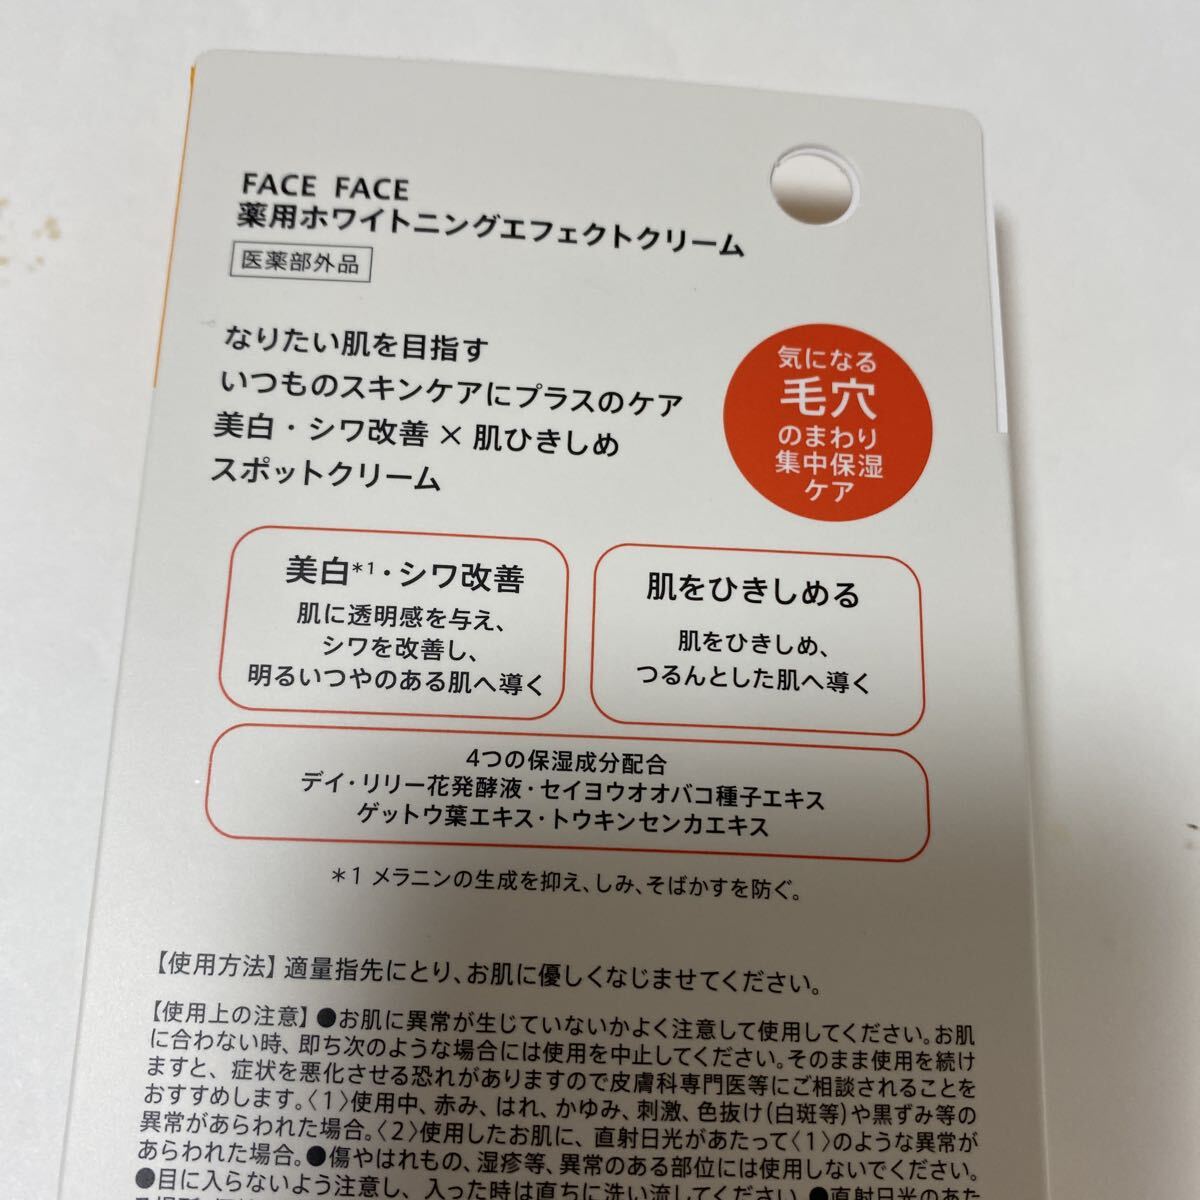 FACE FACE
薬用ホワイトニングエフェクトクリーム
医薬部外品
なりたい肌を目指す
いつものスキンケアにプラスのケア
美白・シワ改善×肌ひきしめ
スポットクリーム
気になる
毛穴
のまわり
集中保湿
ケア
美白*1・シワ改善
肌に透明感を与え、
シワを改善し、
明るいつやのある肌へ導く
肌をひきしめる
肌をひきしめ、
つるんとした肌へ導く
4つの保湿成分配合
デイ・リリー花発酵液・セイヨウオオバコ種子エキス
ゲットウ葉エキス・トウキンセンカエキス
*1 メラニンの生成を抑え、しみ、そばかすを防ぐ。
【使用方法】適量指先にとり、お肌に優しくなじませてください。
【使用上の注意】●お肌に異常が生じていないかよく注意して使用してください。お肌
に合わない時、即ち次のような場合には使用を中止してください。そのまま使用を続け
ますと、症状を悪化させる恐れがありますので皮膚科専門医等にご相談されることを
おすすめします。〈1〉使用中、赤み、はれ、かゆみ、刺激、色抜け(白斑等)や黒ずみ等の
異常があらわれた場合。〈2〉使用したお肌に、直射日光があたって〈1〉のような異常が
あらわれた場合。●傷やはれもの、湿疹等、異常のある部位には使用しないでください。
●目に入らないよう注意し、入った時は直ちに洗い流してください。●直射日光のあた